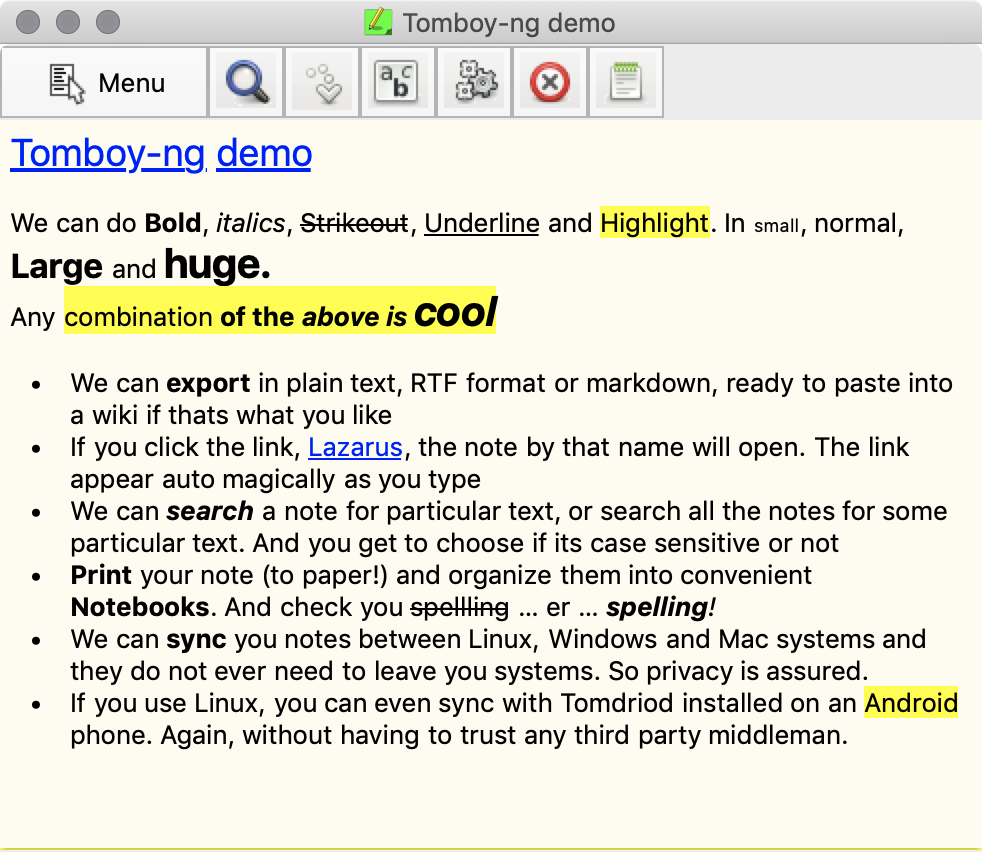 Tomboy-ng demo
Menu
a b c
Tomboy-ng demo
We can do Bold, italics, Strikeout, Underline and Highlight. In small, normal,
Large and huge.
Any combination of the above is cool
• We can export in plain text, RTF format or markdown, ready to paste into
a wiki if thats what you like
• If you click the link, Lazarus, the note by that name will open. The link
appear auto magically as you type
• We can search a note for particular text, or search all the notes for some
particular text. And you get to choose if its case sensitive or not
• Print your note (to paper!) and organize them into convenient
Notebooks. And check you spellling ... er ... spelling!
• We can sync you notes between Linux, Windows and Mac systems and
they do not ever need to leave you systems. So privacy is assured.
• If you use Linux, you can even sync with Tomdriod installed on an Android
phone. Again, without having to trust any third party middleman.